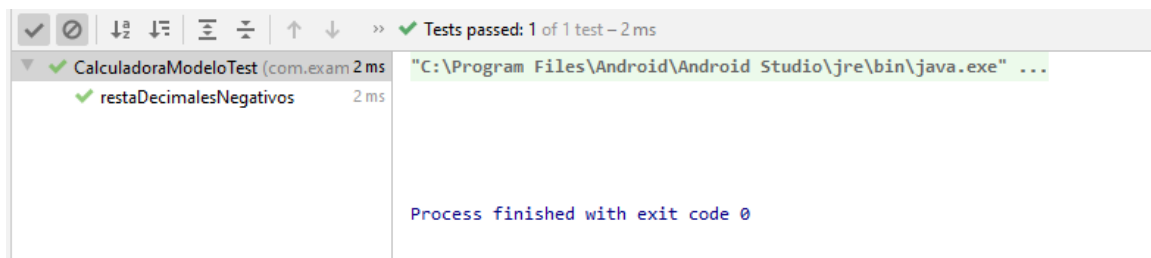 Tests passed: 1 of 1 test – 2 ms
CalculadoraModeloTest (com.exam 2 ms
restaDecimalesNegativos 2 ms
"C:\Program Files\Android\Android Studio\jre\bin\java.exe" ...
Process finished with exit code 0